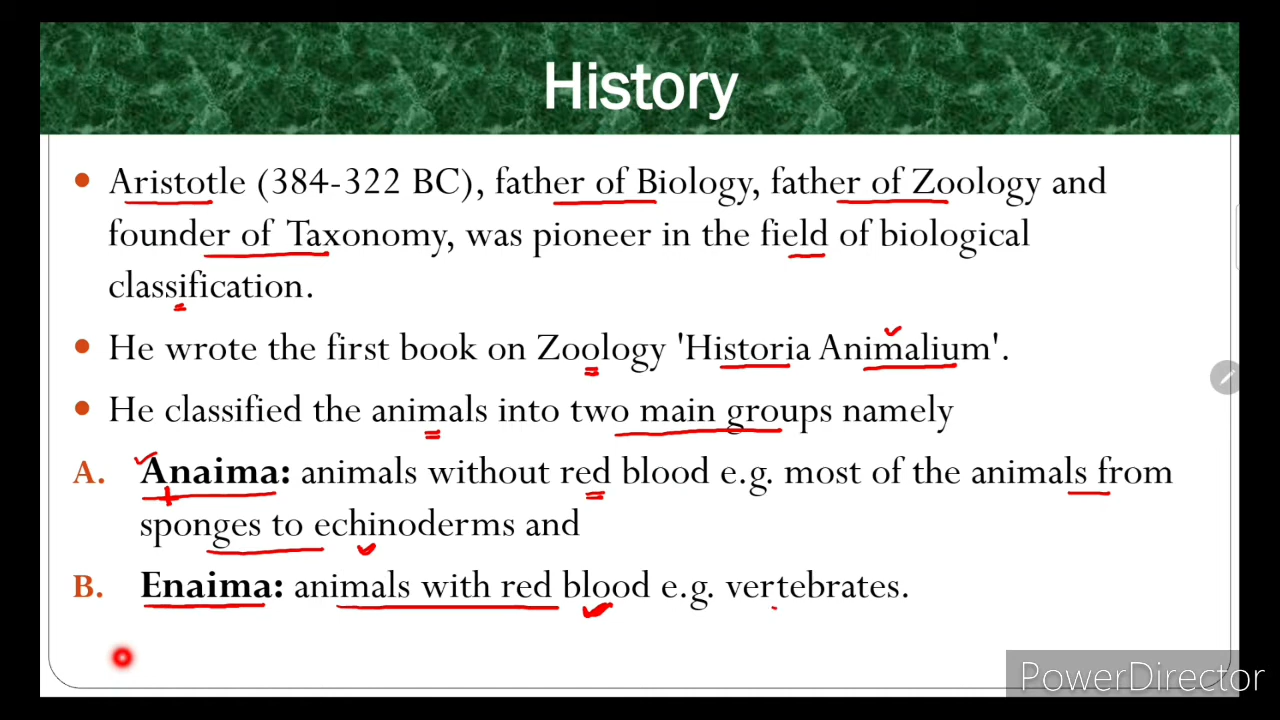 History
• Aristotle (384-322 BC), father of Biology, father of Zoology and
founder of Taxonomy, was pioneer in the field of biological
classification.
• He wrote the first book on Zoology 'Historia Animalium'.
• He classified the animals into two main groups namely
A. Anaima: animals without red blood e.g. most of the animals from
sponges to echinoderms and
B. Enaima: animals with red blood e.g. vertebrates.
PowerDirector